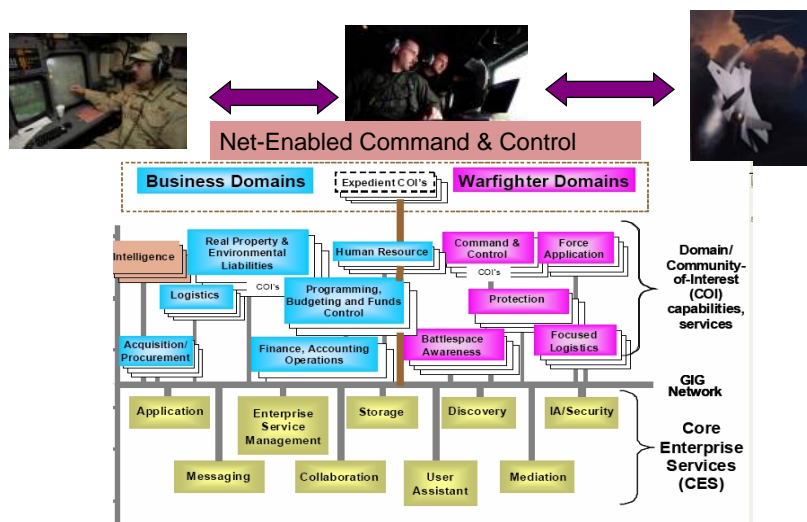 Net-Enabled Command & Control
Business Domains
Expedient COI's
Warfighter Domains
Intelligence
Real Property &
Environmental
Liabilities
Human Resource
Command &
Control
Force
Application
Domain/
Community-
of-Interest
(COI)
capabilities,
services
COI's
COI's
Logistics
Programming,
Budgeting and Funds
Control
Protection
Acquisition/
Procurement
Finance, Accounting
Operations
Battlespace
Awareness
Focused
Logistics
GIG
Network
Application
Enterprise
Service
Management
Storage
Discovery
IA/Security
Core
Enterprise
Services
(CES)
Messaging
Collaboration
User
Assistant
Mediation